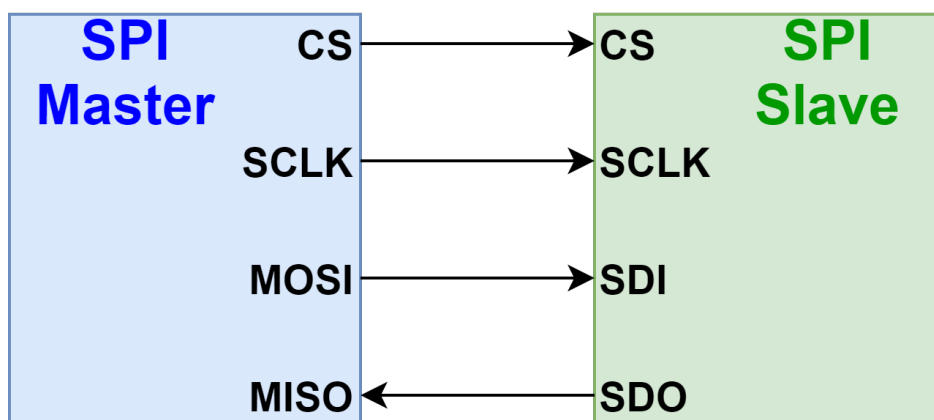 SPI
Master
CS
SCLK
MOSI
MISO
CS
SCLK
SDI
SDO
SPI
Slave